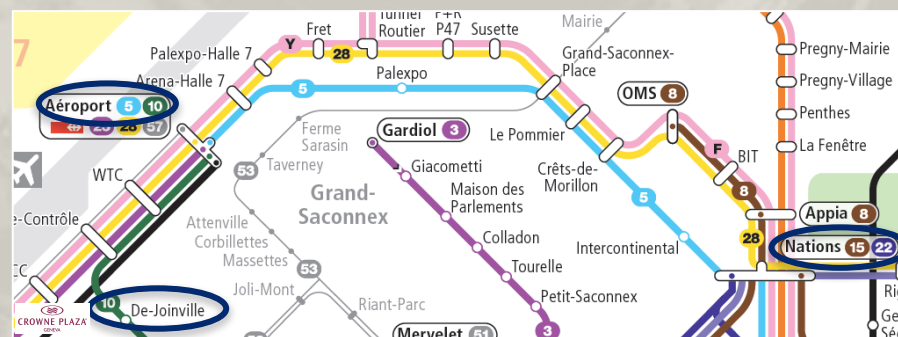 Mairie
Fret
Tunnel
Routier
P+R
P47
Susette
7
Y
28
Pregny-Mairie
Palexpo-Halle 7
Grand-Saconnex-
Place
Palexpo
Pregny-Village
Arena-Halle 7
5
OMS 8
Aéroport 5 10
28 57
Penthes
Ferme
Sarasin
Gardiol 3
Le Pommier
La Fenêtre
F
BIT
Taverney
53
Giacometti
Crêts-de-
Morillon
WTC
Grand-
Saconnex
Maison des
Parlements
5
8
e-Contrôle
Attenville
Corbillettes
Massettes
Colladon
Appia 8
28
Intercontinental
Nations 15 22
Tourelle
53
CC
Joli-Mont
Petit-Saconnex
10
De-Joinville
Riant-Parc
CROWNE PLAZA
GENEVA
Mervelet 51
3